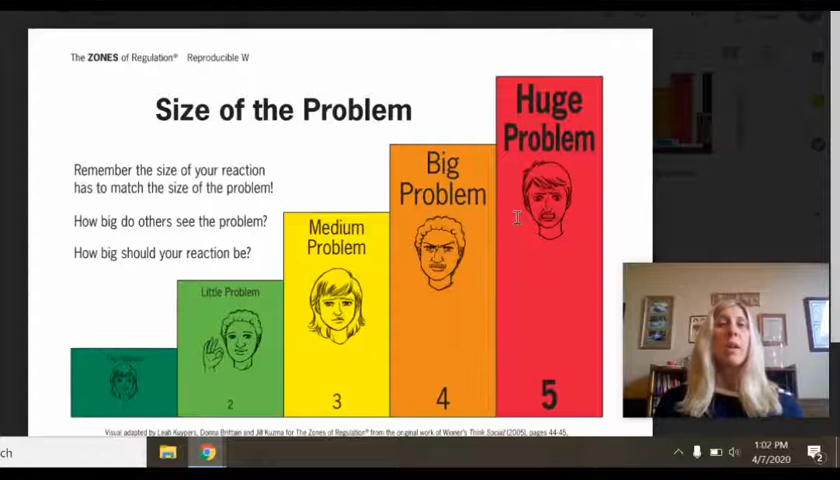 The ZONES of Regulation® Reproducible W
Size of the Problem
Remember the size of your reaction
has to match the size of the problem!
How big do others see the problem?
How big should your reaction be?
Little Problem
2
Medium
Problem
3
Big
Problem
4
Huge
Problem
5
Visual adapted by Leah Kuypers, Donna Brittain and Jill Kuzma for The Zones of Regulation® from the original work of Winner's Think Social! (2005), pages 44-45,
ch
1:02 PM
4/7/2020
2